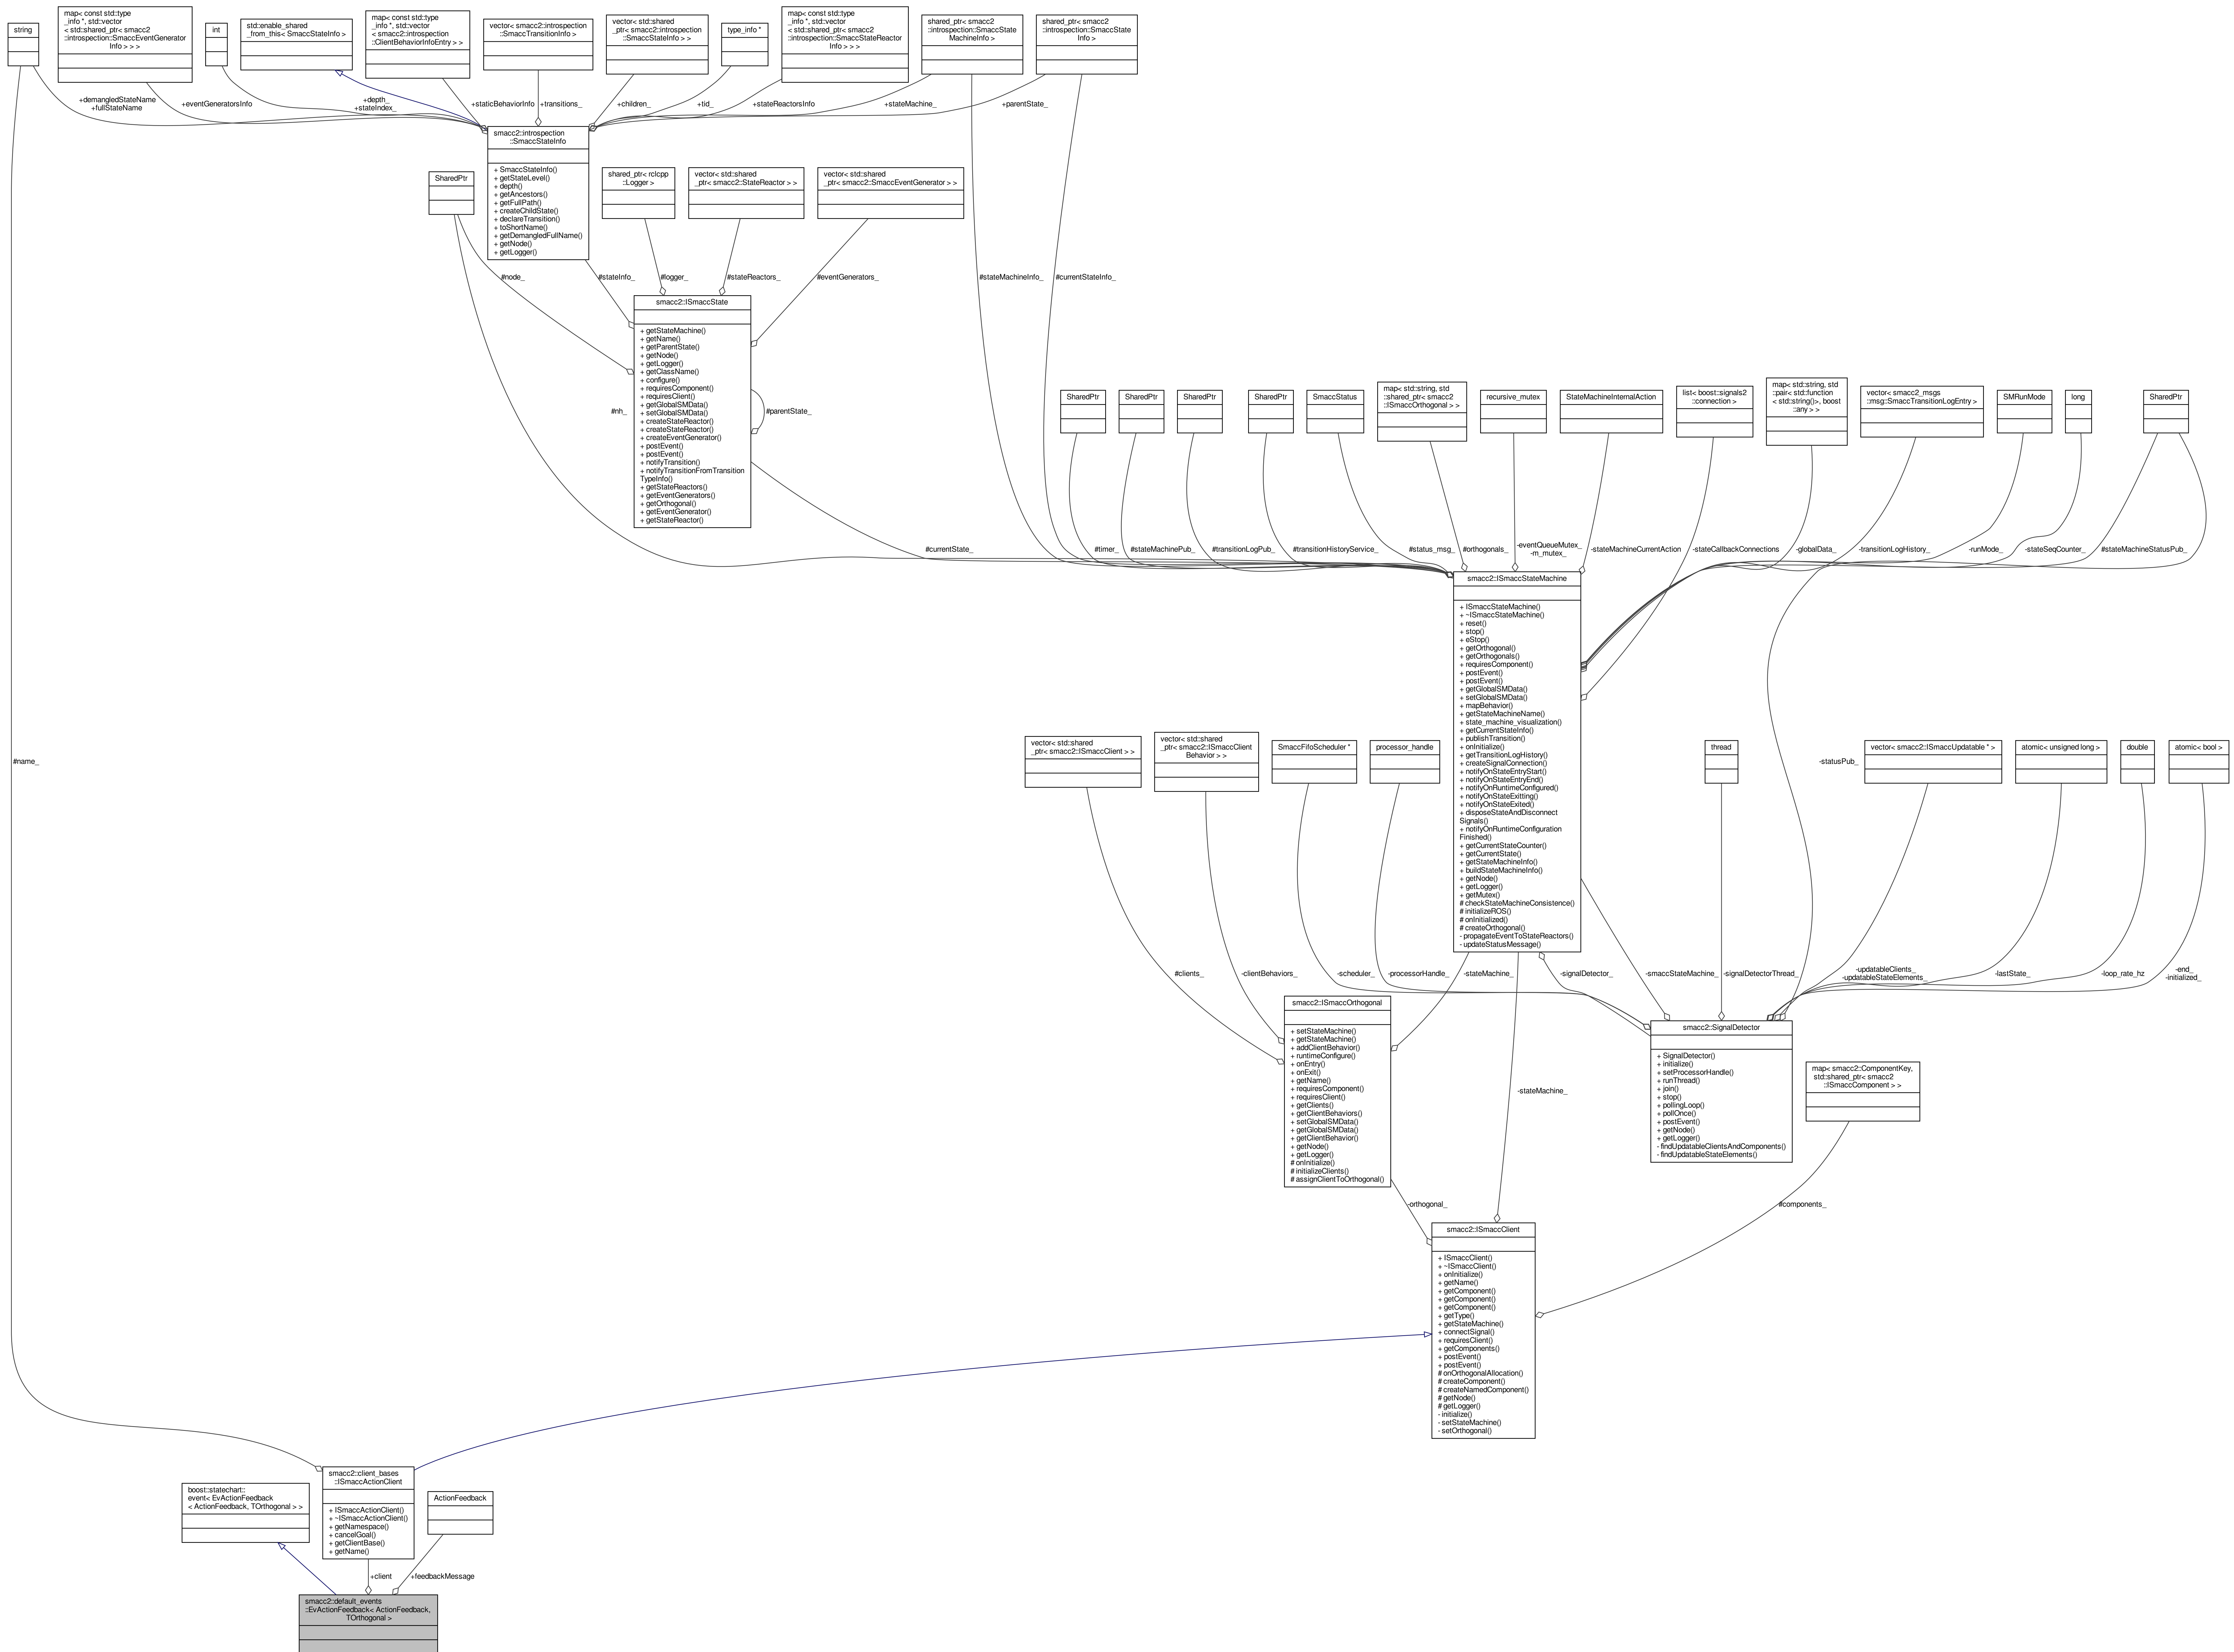 string
map< const std::type
_info *, std::vector
< std::shared_ptr< smacc2
::introspection::SmaccEventGenerator
Info > > >
int
std::enable_shared
_from_this< SmaccStateInfo >
map< const std::type
_info *, std::vector
< smacc2::introspection
::ClientBehaviorInfoEntry > >
vector< smacc2::introspection
::SmaccTransitionInfo >
vector< std::shared
_ptr< smacc2::introspection
::SmaccStateInfo > >
type_info *
map< const std::type
_info *, std::vector
< std::shared_ptr< smacc2
::introspection::SmaccStateReactor
Info > > >
shared_ptr< smacc2
::introspection::SmaccState
MachineInfo >
shared_ptr< smacc2
::introspection::SmaccState
Info >
+demangledStateName
+fullStateName
+eventGeneratorsInfo
+depth_
+stateIndex_
+staticBehaviorInfo
+transitions_
+children_
+tid_
+stateReactorsInfo
+stateMachine_
+parentState_
smacc2::introspection
::SmaccStateInfo
+ SmaccStateInfo()
+ getStateLevel()
+ depth()
+ getAncestors()
+ getFullPath()
+ createChildState()
+ declareTransition()
+ toShortName()
+ getDemangledFullName()
+ getNode()
+ getLogger()
SharedPtr
shared_ptr< rclcpp
::Logger >
vector< std::shared
_ptr< smacc2::StateReactor > >
vector< std::shared
_ptr< smacc2::SmaccEventGenerator > >
#node_
#stateInfo_
#logger_
#stateReactors_
#eventGenerators_
#stateMachineInfo_
#currentStateInfo_
smacc2::ISmaccState
+ getStateMachine()
+ getName()
+ getParentState()
+ getNode()
+ getLogger()
+ getClassName()
+ configure()
+ requiresComponent()
+ requiresClient()
+ getGlobalSMData()
+ setGlobalSMData()
+ createStateReactor()
+ createStateReactor()
+ createEventGenerator()
+ postEvent()
+ postEvent()
+ notifyTransition()
+ notifyTransitionFromTransition
TypeInfo()
+ getStateReactors()
+ getEventGenerators()
+ getOrthogonal()
+ getEventGenerator()
+ getStateReactor()
#nh_
#parentState_
SharedPtr
SharedPtr
SharedPtr
SharedPtr
SmaccStatus
map< std::string, std
::shared_ptr< smacc2
::ISmaccOrthogonal > >
recursive_mutex
StateMachineInternalAction
list< boost::signals2
::connection >
map< std::string, std
::pair< std::function
< std::string()>, boost
::any > >
vector< smacc2_msgs
::msg::SmaccTransitionLogEntry >
SMRunMode
long
SharedPtr
#currentState_
#timer_
#stateMachinePub_
#transitionLogPub_
#transitionHistoryService_
#status_msg_
#orthogonals_
-eventQueueMutex_
-m_mutex_
-stateMachineCurrentAction
-stateCallbackConnections
-globalData_
-transitionLogHistory_
-runMode_
-stateSeqCounter_
#stateMachineStatusPub_
smacc2::ISmaccStateMachine
+ ISmaccStateMachine()
+ ~ISmaccStateMachine()
+ reset()
+ stop()
+ eStop()
+ getOrthogonal()
+ getOrthogonals()
+ requiresComponent()
+ postEvent()
+ postEvent()
+ getGlobalSMData()
+ setGlobalSMData()
+ mapBehavior()
+ getStateMachineName()
+ state_machine_visualization()
+ getCurrentStateInfo()
+ publishTransition()
+ onInitialize()
+ getTransitionLogHistory()
+ createSignalConnection()
+ notifyOnStateEntryStart()
+ notifyOnStateEntryEnd()
+ notifyOnRuntimeConfigured()
+ notifyOnStateExitting()
+ notifyOnStateExited()
+ disposeStateAndDisconnect
Signals()
+ notifyOnRuntimeConfiguration
Finished()
+ getCurrentStateCounter()
+ getCurrentState()
+ getStateMachineInfo()
+ buildStateMachineInfo()
+ getNode()
+ getLogger()
+ getMutex()
# checkStateMachineConsistence()
# initializeROS()
# onInitialized()
# createOrthogonal()
- propagateEventToStateReactors()
- updateStatusMessage()
#name_
vector< std::shared
_ptr< smacc2::ISmaccClient > >
vector< std::shared
_ptr< smacc2::ISmaccClient
Behavior > >
SmaccFifoScheduler *
processor_handle
thread
-statusPub_
vector< smacc2::ISmaccUpdatable * >
atomic< unsigned long >
double
atomic< bool >
#clients_
-clientBehaviors_
-scheduler_
-processorHandle_
-stateMachine_
-signalDetector_
-smaccStateMachine_
-signalDetectorThread_
-updatableClients_
-updatableStateElements_
-lastState_
-loop_rate_hz
-end_
-initialized_
smacc2::ISmaccOrthogonal
+ setStateMachine()
+ getStateMachine()
+ addClientBehavior()
+ runtimeConfigure()
+ onEntry()
+ onExit()
+ getName()
+ requiresComponent()
+ requiresClient()
+ getClients()
+ getClientBehaviors()
+ setGlobalSMData()
+ getGlobalSMData()
+ getClientBehavior()
+ getNode()
+ getLogger()
# onInitialize()
# initializeClients()
# assignClientToOrthogonal()
smacc2::SignalDetector
+ SignalDetector()
+ initialize()
+ setProcessorHandle()
+ runThread()
+ join()
+ stop()
+ pollingLoop()
+ pollOnce()
+ postEvent()
+ getNode()
+ getLogger()
- findUpdatableClientsAndComponents()
- findUpdatableStateElements()
map< smacc2::ComponentKey,
std::shared_ptr< smacc2
::ISmaccComponent > >
-stateMachine_
-orthogonal_
#components_
smacc2::ISmaccClient
+ ISmaccClient()
+ ~ISmaccClient()
+ onInitialize()
+ getName()
+ getComponent()
+ getComponent()
+ getComponent()
+ getType()
+ getStateMachine()
+ connectSignal()
+ requiresClient()
+ getComponents()
+ postEvent()
+ postEvent()
# onOrthogonalAllocation()
# createComponent()
# createNamedComponent()
# getNode()
# getLogger()
- initialize()
- setStateMachine()
- setOrthogonal()
boost::statechart::
event< EvActionFeedback
< ActionFeedback, TOrthogonal > >
smacc2::client_bases
::ISmaccActionClient
+ ISmaccActionClient()
+ ~ISmaccActionClient()
+ getNamespace()
+ cancelGoal()
+ getClientBase()
+ getName()
ActionFeedback
+client
+feedbackMessage
smacc2::default_events
::EvActionFeedback< ActionFeedback,
TOrthogonal >